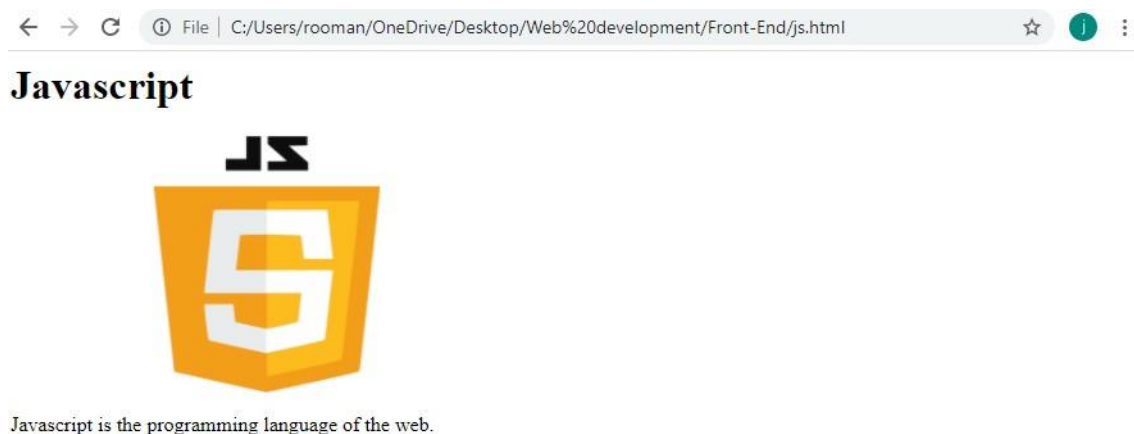 File | C:/Users/rooman/OneDrive/Desktop/Web%20development/Front-End/js.html
j
Javascript
JS
5
Javascript is the programming language of the web.